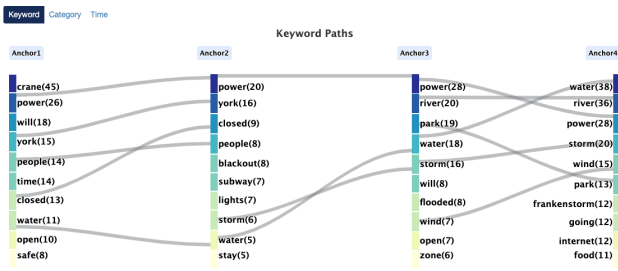 Keyword Category Time
Keyword Paths
Anchor1 Anchor2 Anchor3 Anchor4
crane(45) power(20) power(28) water(38)
power(26) york(16) river(20) river(36)
will(18) closed(9) park(19) power(28)
york(15) people(8) water(18) storm(20)
people(14) blackout(8) storm(16) wind(15)
time(14) subway(7) will(8) park(13)
closed(13) lights(7) flooded(8) frankenstorm(12)
water(11) storm(6) wind(7) going(12)
open(10) water(5) open(7) internet(12)
safe(8) stay(5) zone(6) food(11)